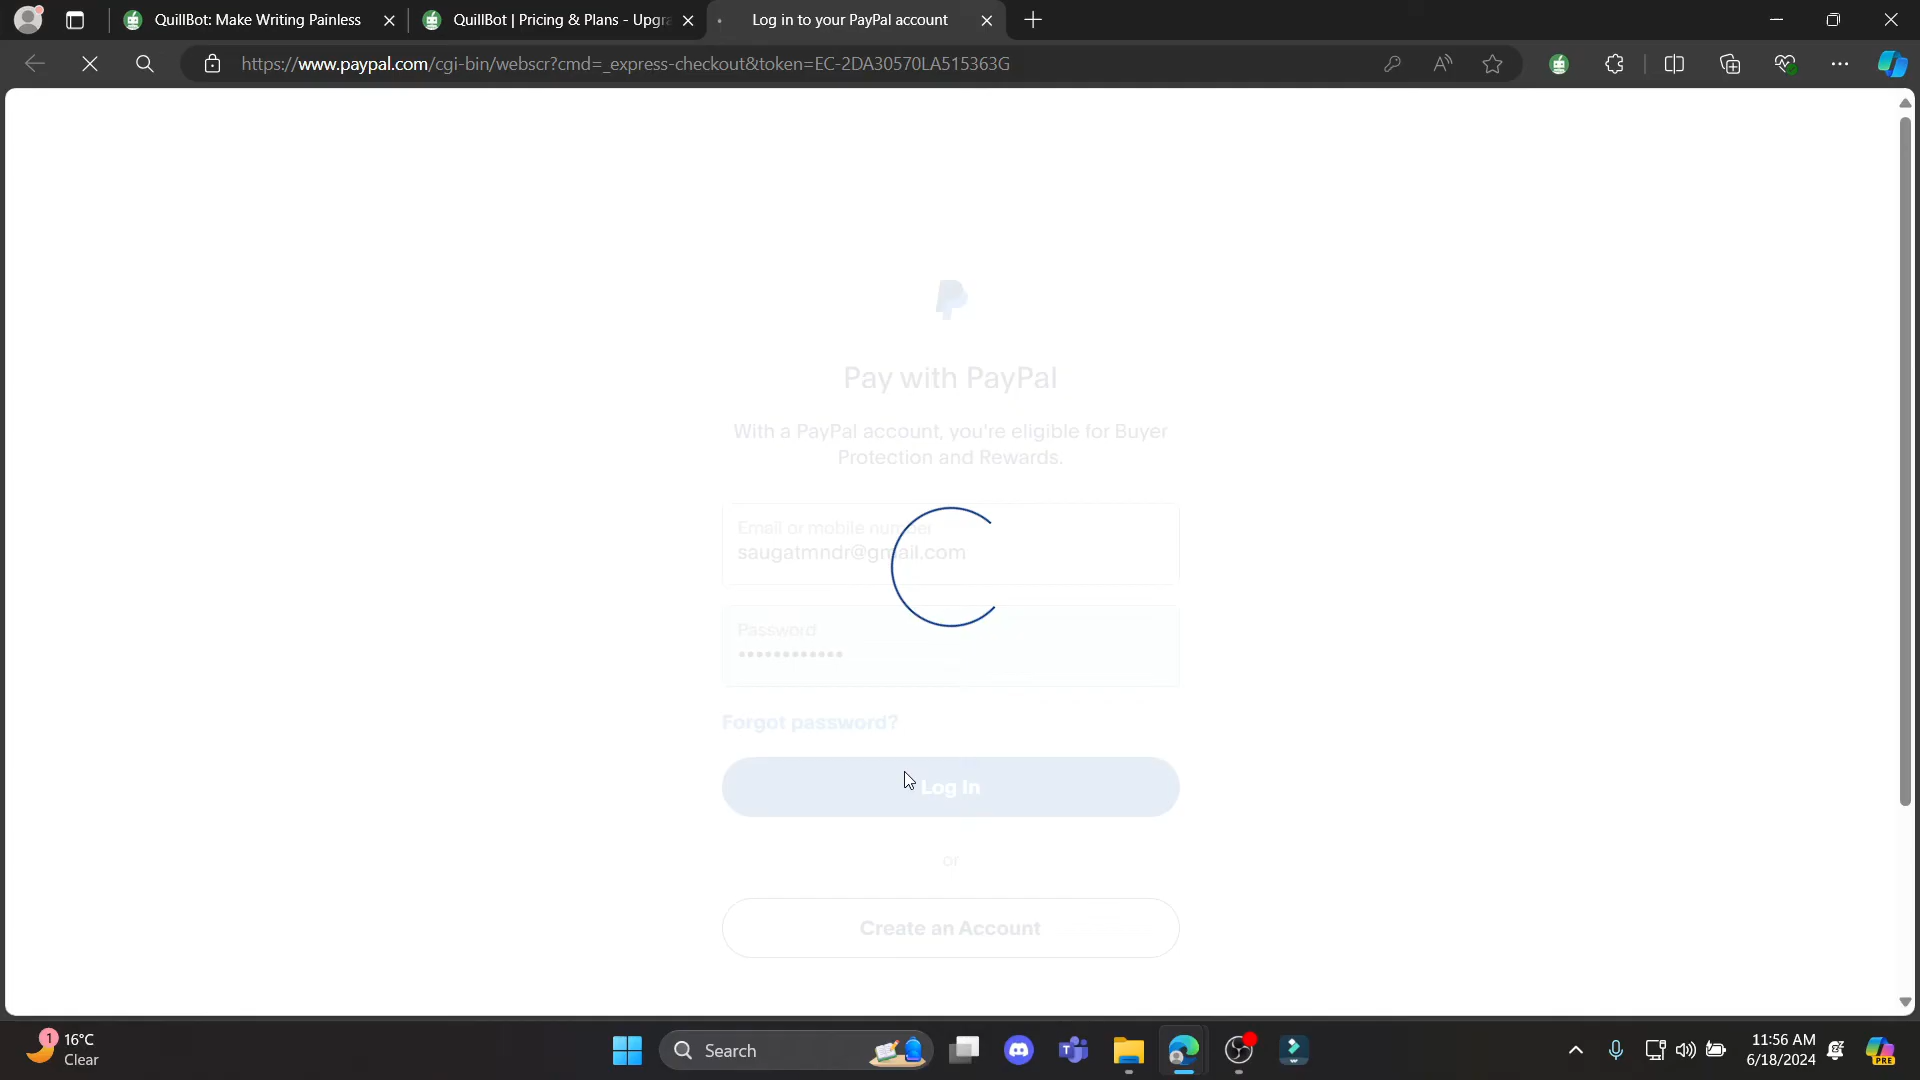 QuillBot: Make Writing Painless
QuillBot | Pricing & Plans - Upgra
Log in to your PayPal account
https://www.paypal.com/cgi-bin/webscr?cmd=_express-checkout&token=EC-2DA30570LA515363G
Pay with PayPal
With a PayPal account, you're eligible for Buyer
Protection and Rewards.
Email or mobile number
saugatmndr@gmail.com
Password
Forgot password?
Log In
or
Create an Account
1
16°C
Clear
Search
11:56 AM
6/18/2024
PRE